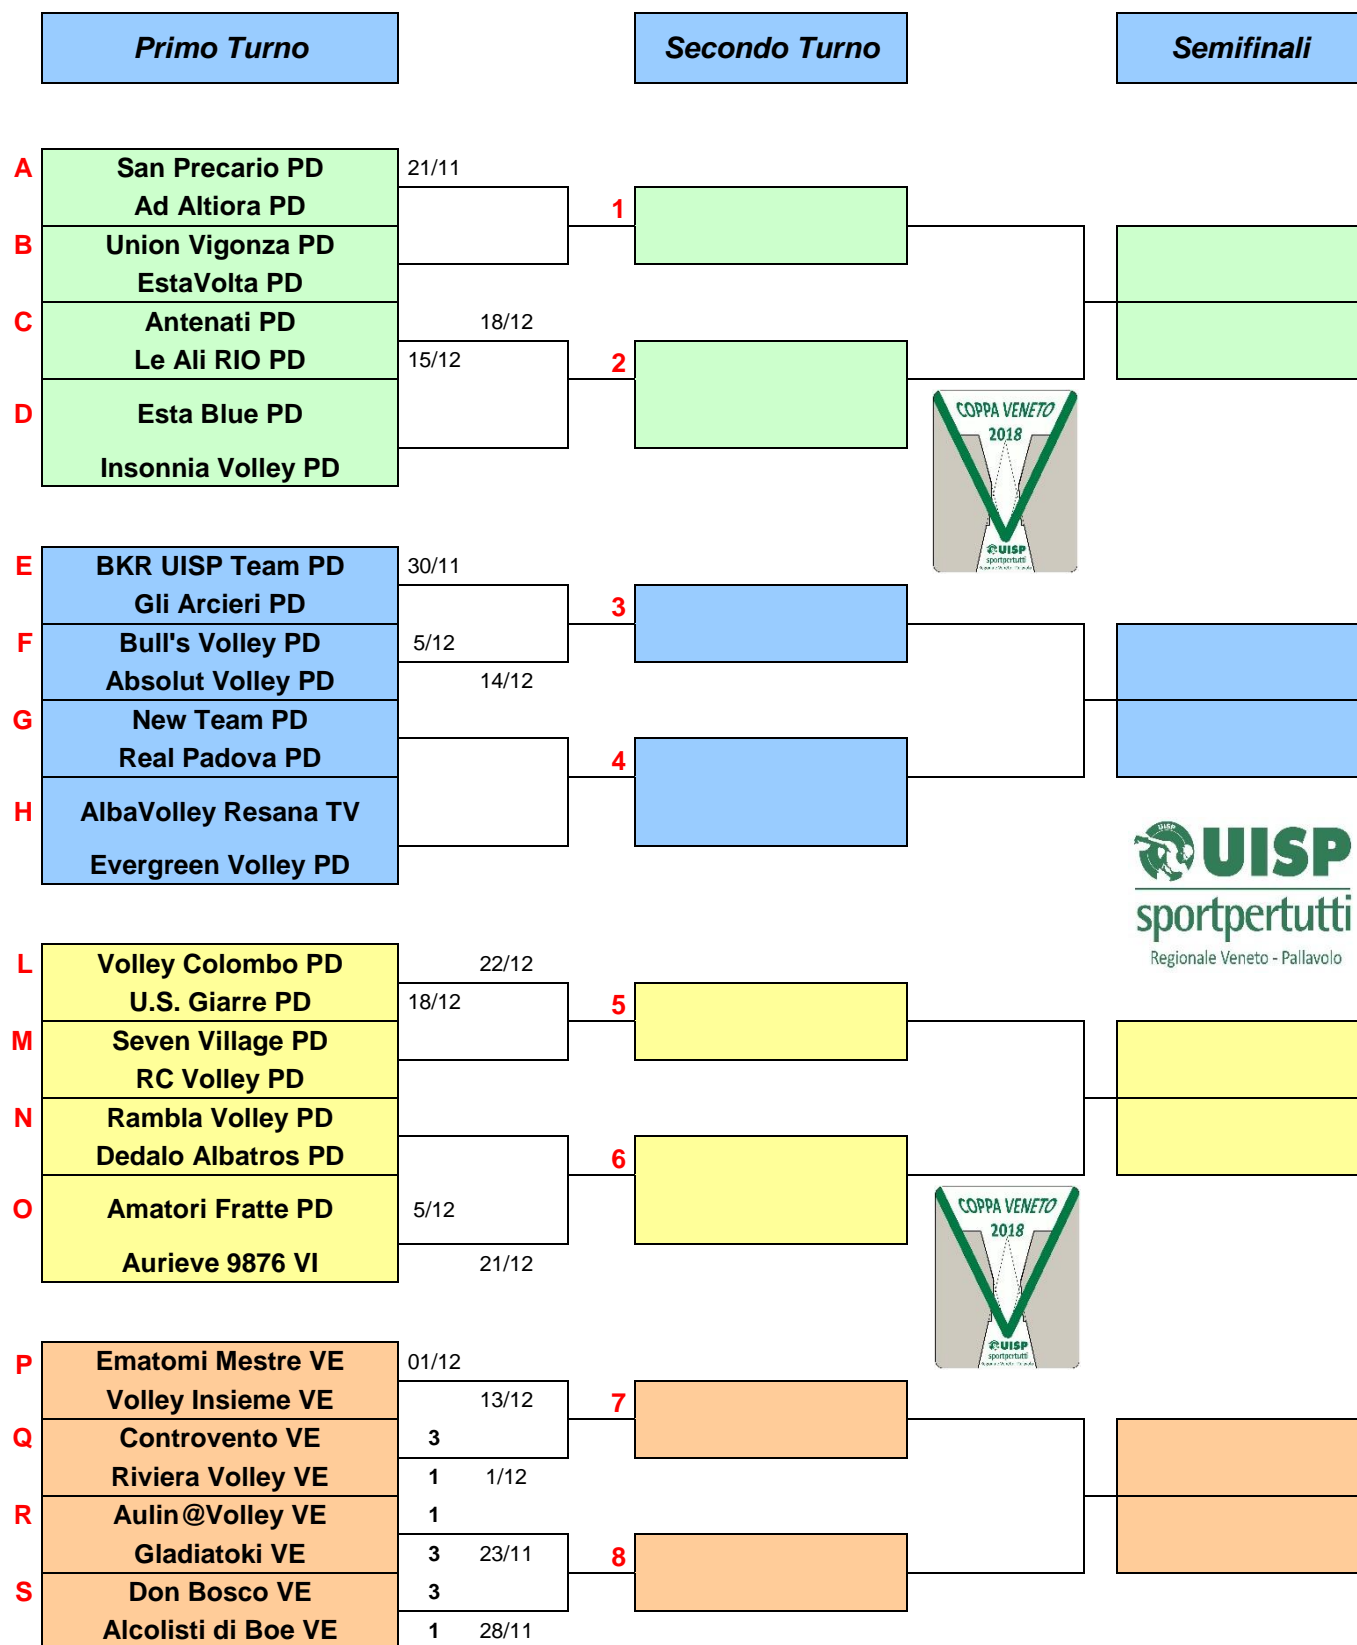 Primo Turno Secondo Turno Semifinali
A San Precario PD 21/11
Ad Altiora PD 1
B Union Vigonza PD
EstaVolta PD
C Antenati PD 18/12
Le Ali RIO PD 15/12 2
D Esta Blue PD
COPPA VENETO
2018
Insonnia Volley PD
UISP
sportpertutti
E BKR UISP Team PD 30/11
Gli Arcieri PD 3
F Bull's Volley PD 5/12
Absolut Volley PD 14/12
G New Team PD
Real Padova PD 4
H AlbaVolley Resana TV
UISP
Evergreen Volley PD
sportpertutti
Regionale Veneto - Pallavolo
L Volley Colombo PD 22/12
U.S. Giarre PD 18/12 5
M Seven Village PD
RC Volley PD
N Rambla Volley PD
Dedalo Albatros PD 6
O Amatori Fratte PD 5/12
COPPA VENETO
2018
Aurieve 9876 VI 21/12
UISP
sportpertutti
P Ematomi Mestre VE 01/12
Volley Insieme VE 13/12 7
Q Controvento VE 3
Riviera Volley VE 1 1/12
R Aulin@Volley VE 1
Gladiatoki VE 3 23/11 8
S Don Bosco VE 3
Alcolisti di Boe VE 1 28/11